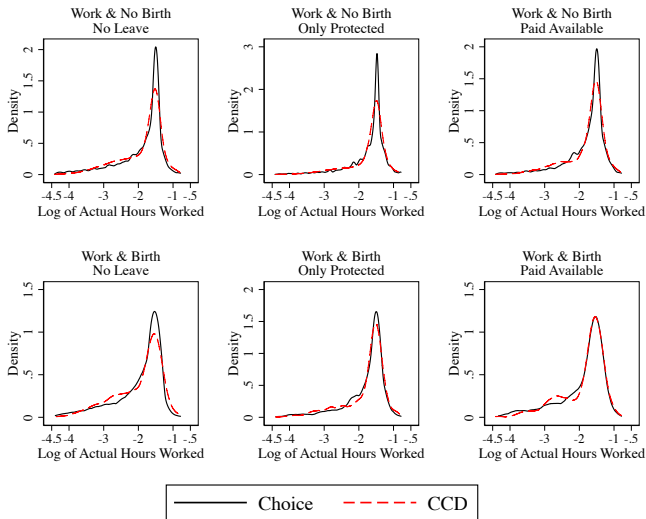 Work & No Birth
No Leave
Density
0 .5 1 1.5 2
-4.5 -4 -3 -2 -1 -.5
Log of Actual Hours Worked
Work & No Birth
Only Protected
Density
0 1 2 3
-4.5 -4 -3 -2 -1 -.5
Log of Actual Hours Worked
Work & No Birth
Paid Available
Density
0 .5 1 1.5 2
-4.5 -4 -3 -2 -1 -.5
Log of Actual Hours Worked
Work & Birth
No Leave
Density
0 .5 1 1.5
-4.5 -4 -3 -2 -1 -.5
Log of Actual Hours Worked
Work & Birth
Only Protected
Density
0 .5 1 1.5 2
-4.5 -4 -3 -2 -1 -.5
Log of Actual Hours Worked
Work & Birth
Paid Available
Density
0 .5 1 1.5
-4.5 -4 -3 -2 -1 -.5
Log of Actual Hours Worked
Choice CCD